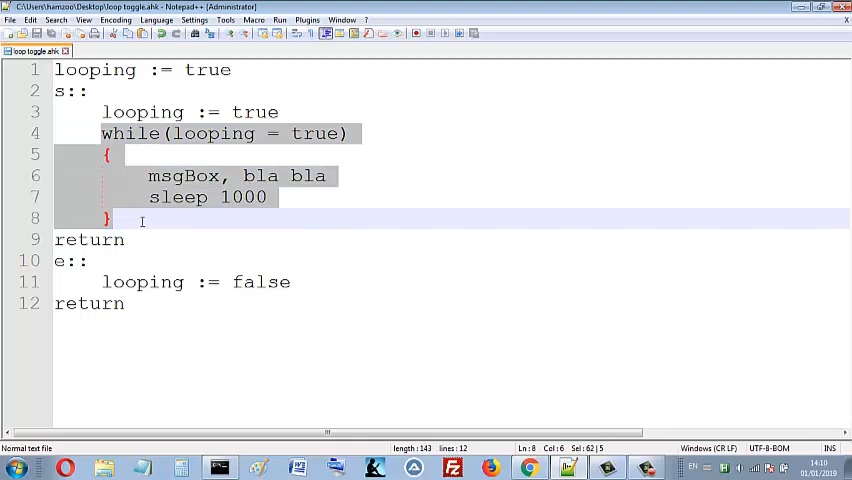 C:\Users\hamzoo\Desktop\loop toggle.ahk - Notepad++ [Administrator]
File Edit Search View Encoding Language Settings Tools Macro Run Plugins Window ?
X
loop toggle.ahk
1 looping := true
2 s::
3 looping := true
4 while(looping = true)
5 {
6 msgBox, bla bla
7 sleep 1000
8 }
9 return
10 e::
11 looping := false
12 return
Normal text file length : 143 lines : 12 Ln : 8 Col : 6 Sel : 62 | 5 Windows (CR LF) UTF-8-BOM INS
EN 14:10
01/01/2019